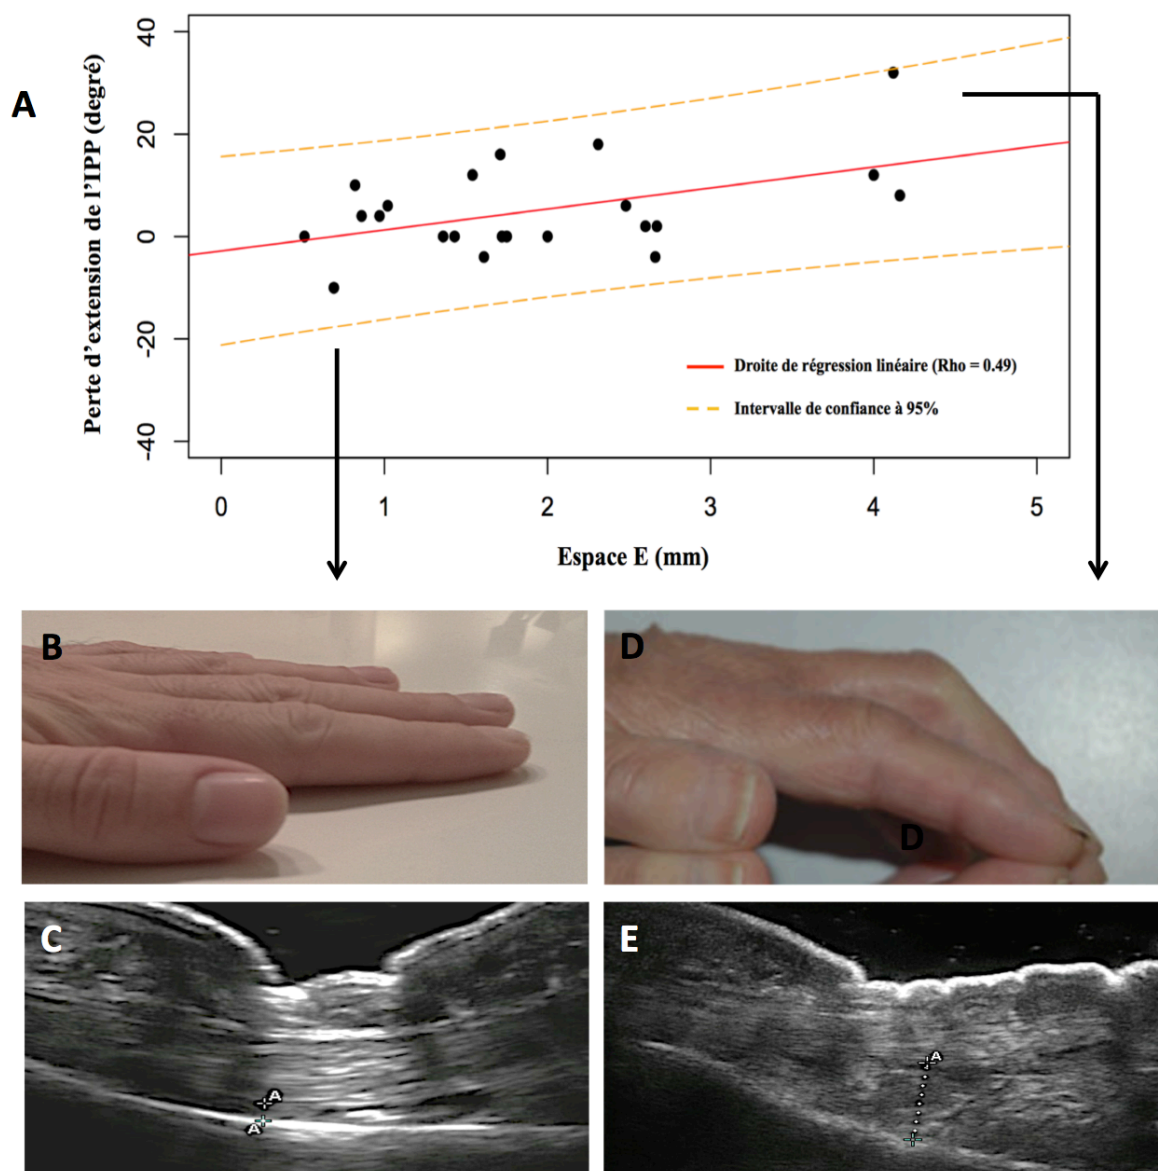 A
Perte d'extension de l'IPP (degré)
40
20
0
-20
-40
Droite de régression linéaire (Rho = 0.49)
Intervalle de confiance à 95%
0 1 2 3 4 5
Espace E (mm)
B
D
D
C
E
A
A
A